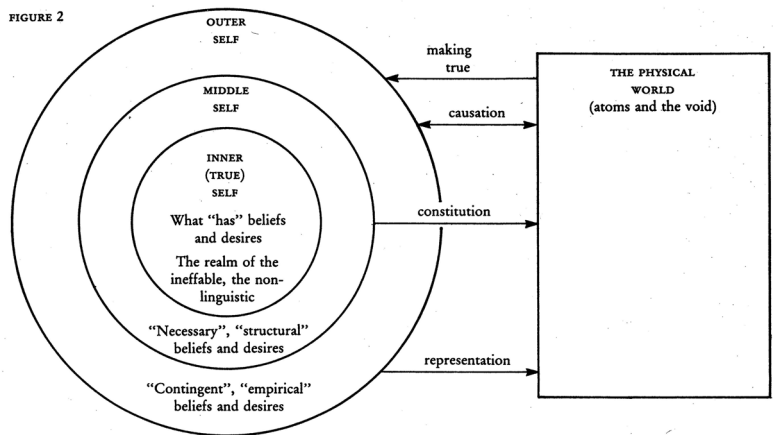 FIGURE 2
OUTER
SELF
MIDDLE
SELF
INNER
(TRUE)
SELF
What "has" beliefs
and desires
The realm of the
ineffable, the non-
linguistic
"Necessary", "structural"
beliefs and desires
"Contingent", "empirical"
beliefs and desires
making
true
causation
constitution
representation
THE PHYSICAL
WORLD
(atoms and the void)